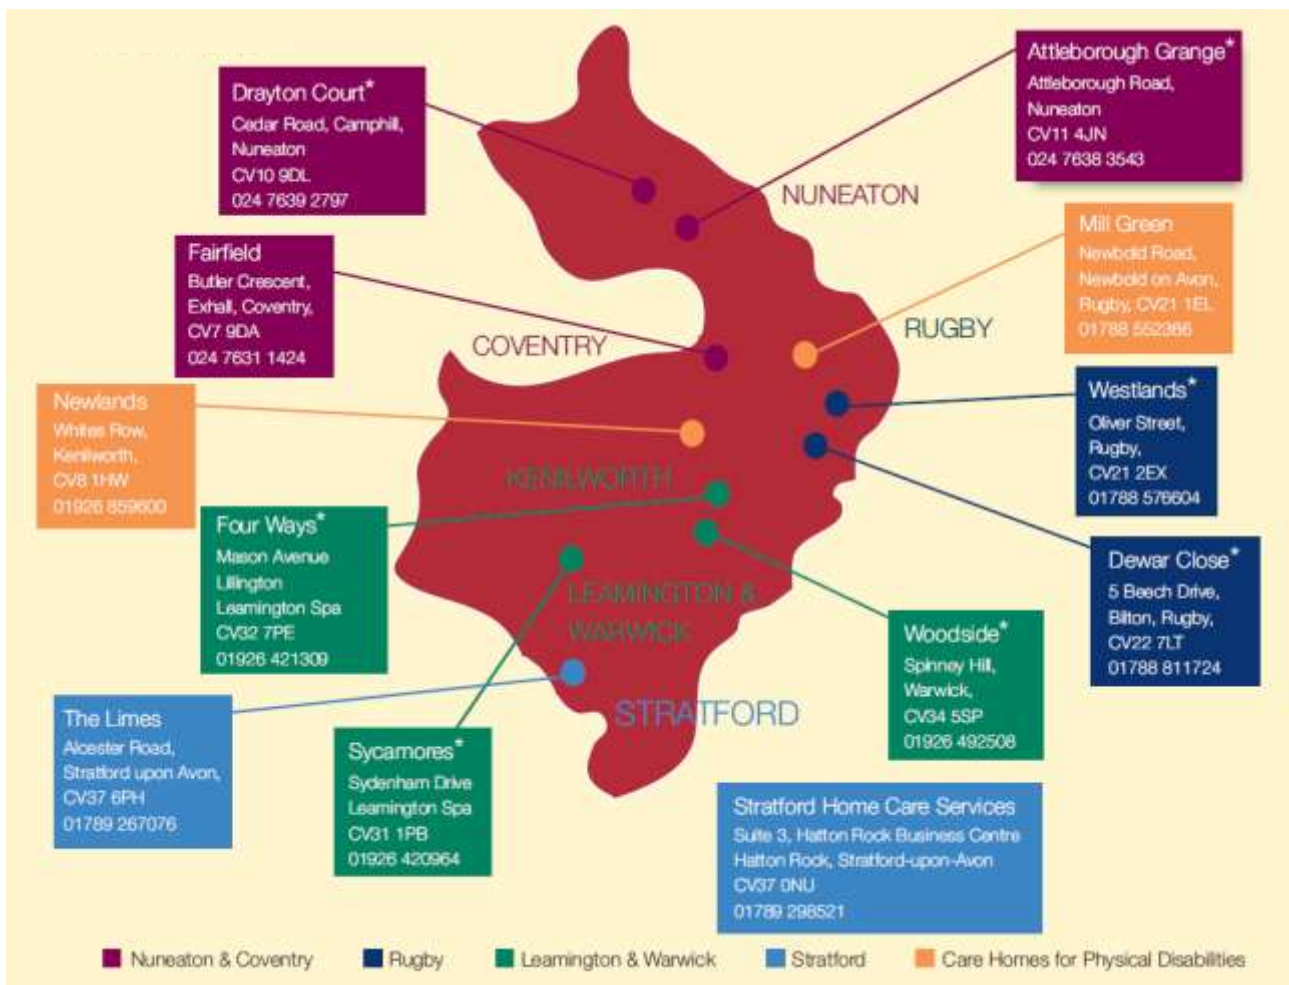 Drayton Court*
Cedar Road, Camphill,
Nuneaton
CV10 9DL
024 7639 2797
Attleborough Grange*
Attleborough Road,
Nuneaton
CV11 4JN
024 7638 3543
NUNEATON
Fairfield
Butler Crescent,
Exhall, Coventry,
CV7 9DA
024 7631 1424
Mill Green
Newbold Road,
Newbold on Avon,
Rugby, CV21 1EL
01788 552366
COVENTRY
RUGBY
Newlands
Whites Row,
Kenilworth,
CV8 1HW
01926 859600
Westlands*
Oliver Street,
Rugby,
CV21 2EX
01788 576604
KENILWORTH
Four Ways*
Mason Avenue
Lillington
Leamington Spa
CV32 7PE
01926 421309
Dewar Close*
5 Beech Drive,
Bilton, Rugby,
CV22 7LT
01788 811724
LEAMINGTON &
WARWICK
Woodside*
Spinney Hill,
Warwick,
CV34 5SP
01926 492508
The Limes
Alcester Road,
Stratford upon Avon,
CV37 6PH
01789 267076
STRATFORD
Sycamores*
Sydenham Drive
Leamington Spa
CV31 1PB
01926 420964
Stratford Home Care Services
Suite 3, Hatton Rock Business Centre
Hatton Rock, Stratford-upon-Avon
CV37 0NU
01789 298521
Nuneaton & Coventry
Rugby
Leamington & Warwick
Stratford
Care Homes for Physical Disabilities